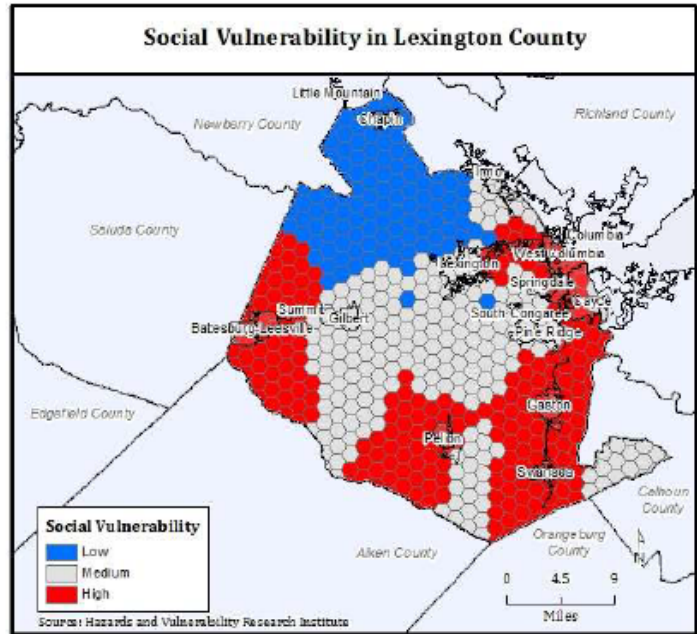 Social Vulnerability in Lexington County
Little Mountain
Chapin
Newberry County
Richland County
Irmo
Saluda County
Columbia
West Columbia
Lexington
Springdale
Cayce
Summit
Gilbert
South Congaree
Batesburg-Leesville
Pine Ridge
Edgefield County
Gaston
Pelion
Swansea
Calhoun
County
Orangeburg
County
Aiken County
N
Social Vulnerability
Low
Medium
High
0 4.5 9
Miles
Source: Hazards and Vulnerability Research Institute